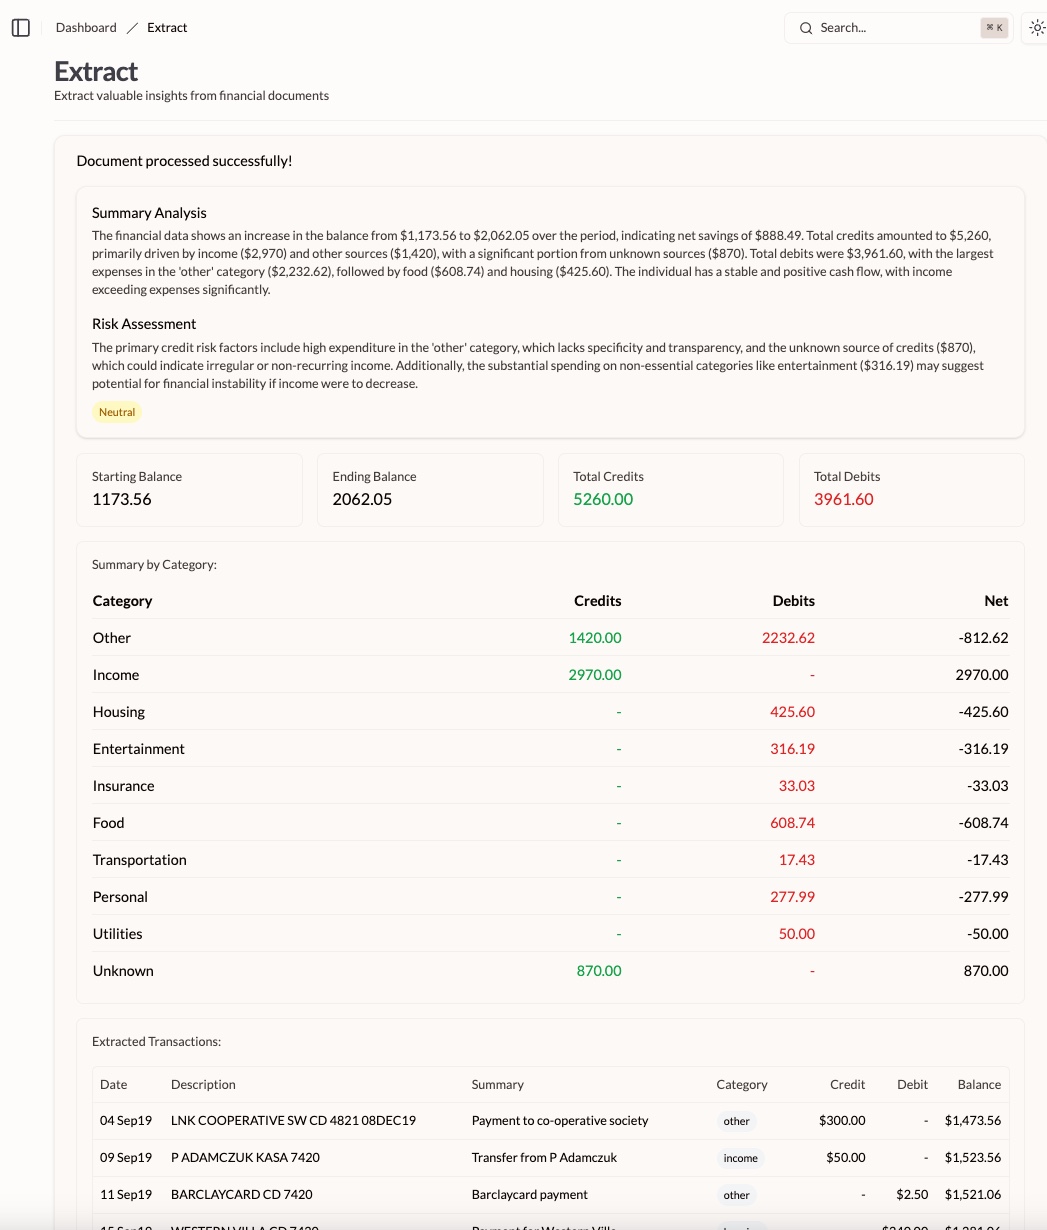 Dashboard / Extract
Search... ⌘ K
Extract
Extract valuable insights from financial documents
Document processed successfully!
Summary Analysis
The financial data shows an increase in the balance from $1,173.56 to $2,062.05 over the period, indicating net savings of $888.49. Total credits amounted to $5,260,
primarily driven by income ($2,970) and other sources ($1,420), with a significant portion from unknown sources ($870). Total debits were $3,961.60, with the largest
expenses in the 'other' category ($2,232.62), followed by food ($608.74) and housing ($425.60). The individual has a stable and positive cash flow, with income
exceeding expenses significantly.
Risk Assessment
The primary credit risk factors include high expenditure in the 'other' category, which lacks specificity and transparency, and the unknown source of credits ($870),
which could indicate irregular or non-recurring income. Additionally, the substantial spending on non-essential categories like entertainment ($316.19) may suggest
potential for financial instability if income were to decrease.
Neutral
Starting Balance Ending Balance Total Credits Total Debits
1173.56 2062.05 5260.00 3961.60
Summary by Category:
Category Credits Debits Net
Other 1420.00 2232.62 -812.62
Income 2970.00 - 2970.00
Housing - 425.60 -425.60
Entertainment - 316.19 -316.19
Insurance - 33.03 -33.03
Food - 608.74 -608.74
Transportation - 17.43 -17.43
Personal - 277.99 -277.99
Utilities - 50.00 -50.00
Unknown 870.00 - 870.00
Extracted Transactions:
Date Description Summary Category Credit Debit Balance
04 Sep19 LNK COOPERATIVE SW CD 4821 08DEC19 Payment to co-operative society other $300.00 - $1,473.56
09 Sep19 P ADAMCZUK KASA 7420 Transfer from P Adamczuk income $50.00 - $1,523.56
11 Sep19 BARCLAYCARD CD 7420 Barclaycard payment other - $2.50 $1,521.06